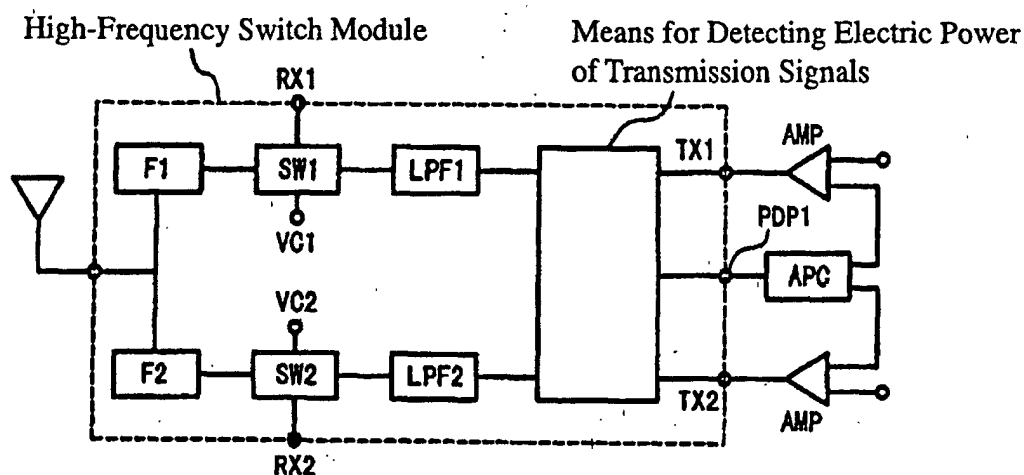 High-Frequency Switch Module
Means for Detecting Electric Power
of Transmission Signals
RX1
AMP
TX1
F1
SW1
LPF1
VC1
PDP1
APC
VC2
F2
SW2
LPF2
TX2
AMP
RX2